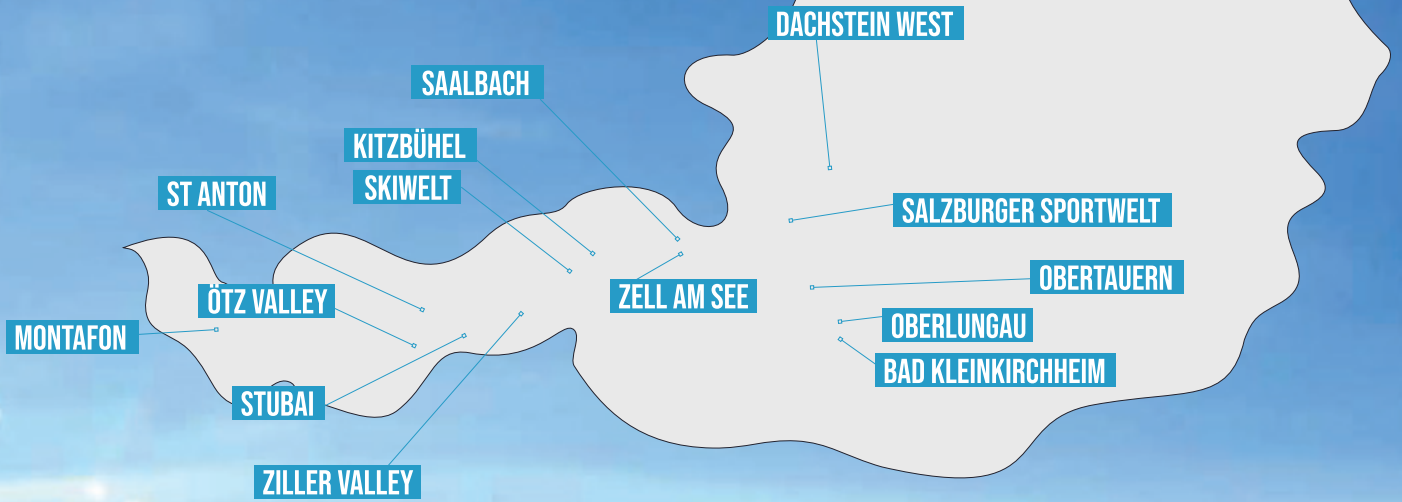 DACHSTEIN WEST
SAALBACH
KITZBÜHEL
SKIWELT
ST ANTON
SALZBURGER SPORTWELT
OBERTAUERN
ÖTZ VALLEY
ZELL AM SEE
MONTAFON
OBERLUNGAU
BAD KLEINKIRCHHEIM
STUBAI
ZILLER VALLEY